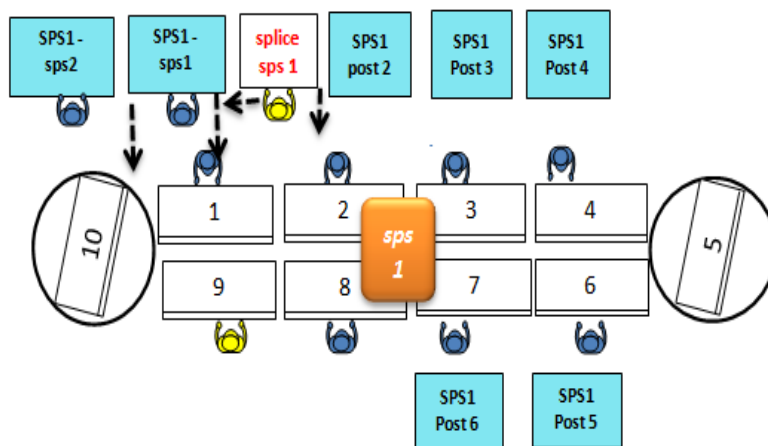 SPS1 -
sps2
SPS1 -
sps1
splice
sps 1
SPS1
post 2
SPS1
Post 3
SPS1
Post 4
1
2
3
4
10
5
sps
1
9
8
7
6
SPS1
Post 6
SPS1
Post 5